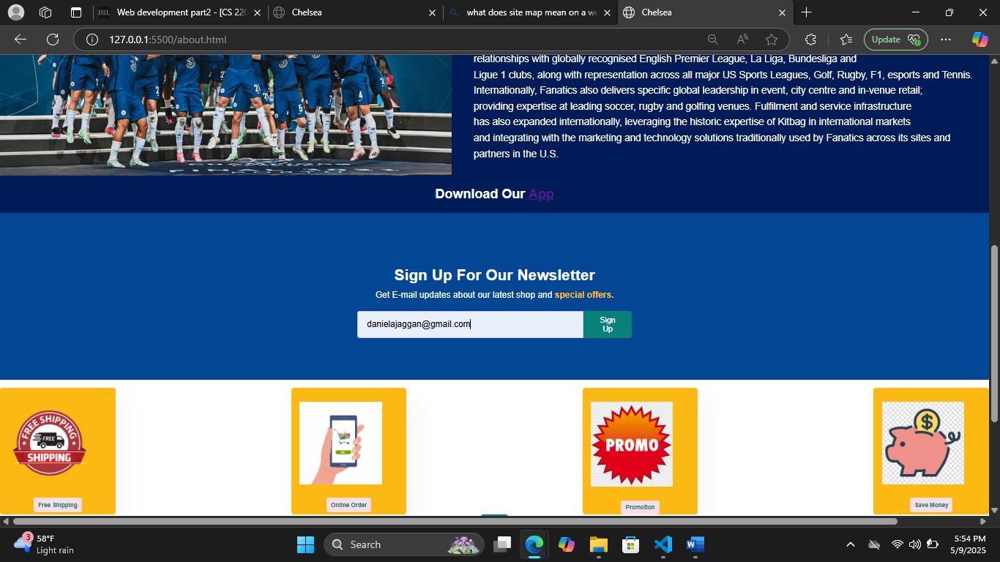 Web development part2 - [CS 220
Chelsea
what does site map mean on a we
Chelsea
127.0.0.1:5500/about.html
Update
relationships with globally recognised English Premier League, La Liga, Bundesliga and
Ligue 1 clubs, along with representation across all major US Sports Leagues, Golf, Rugby, F1, esports and Tennis.
Internationally, Fanatics also delivers specific global leadership in event, city centre and in-venue retail;
providing expertise at leading soccer, rugby and golfing venues. Fulfilment and service infrastructure
has also expanded internationally, leveraging the historic expertise of Kitbag in international markets
and integrating with the marketing and technology solutions traditionally used by Fanatics across its sites and
partners in the U.S.
Download Our App
Sign Up For Our Newsletter
Get E-mail updates about our latest shop and special offers.
danielajaggan@gmail.com
Sign
Up
FREE SHIPPING
FREE
SHIPPING
Free Shipping
Online Order
PROMO
Promotion
$
Save Money
3
58°F
Light rain
Search
5:54 PM
5/9/2025